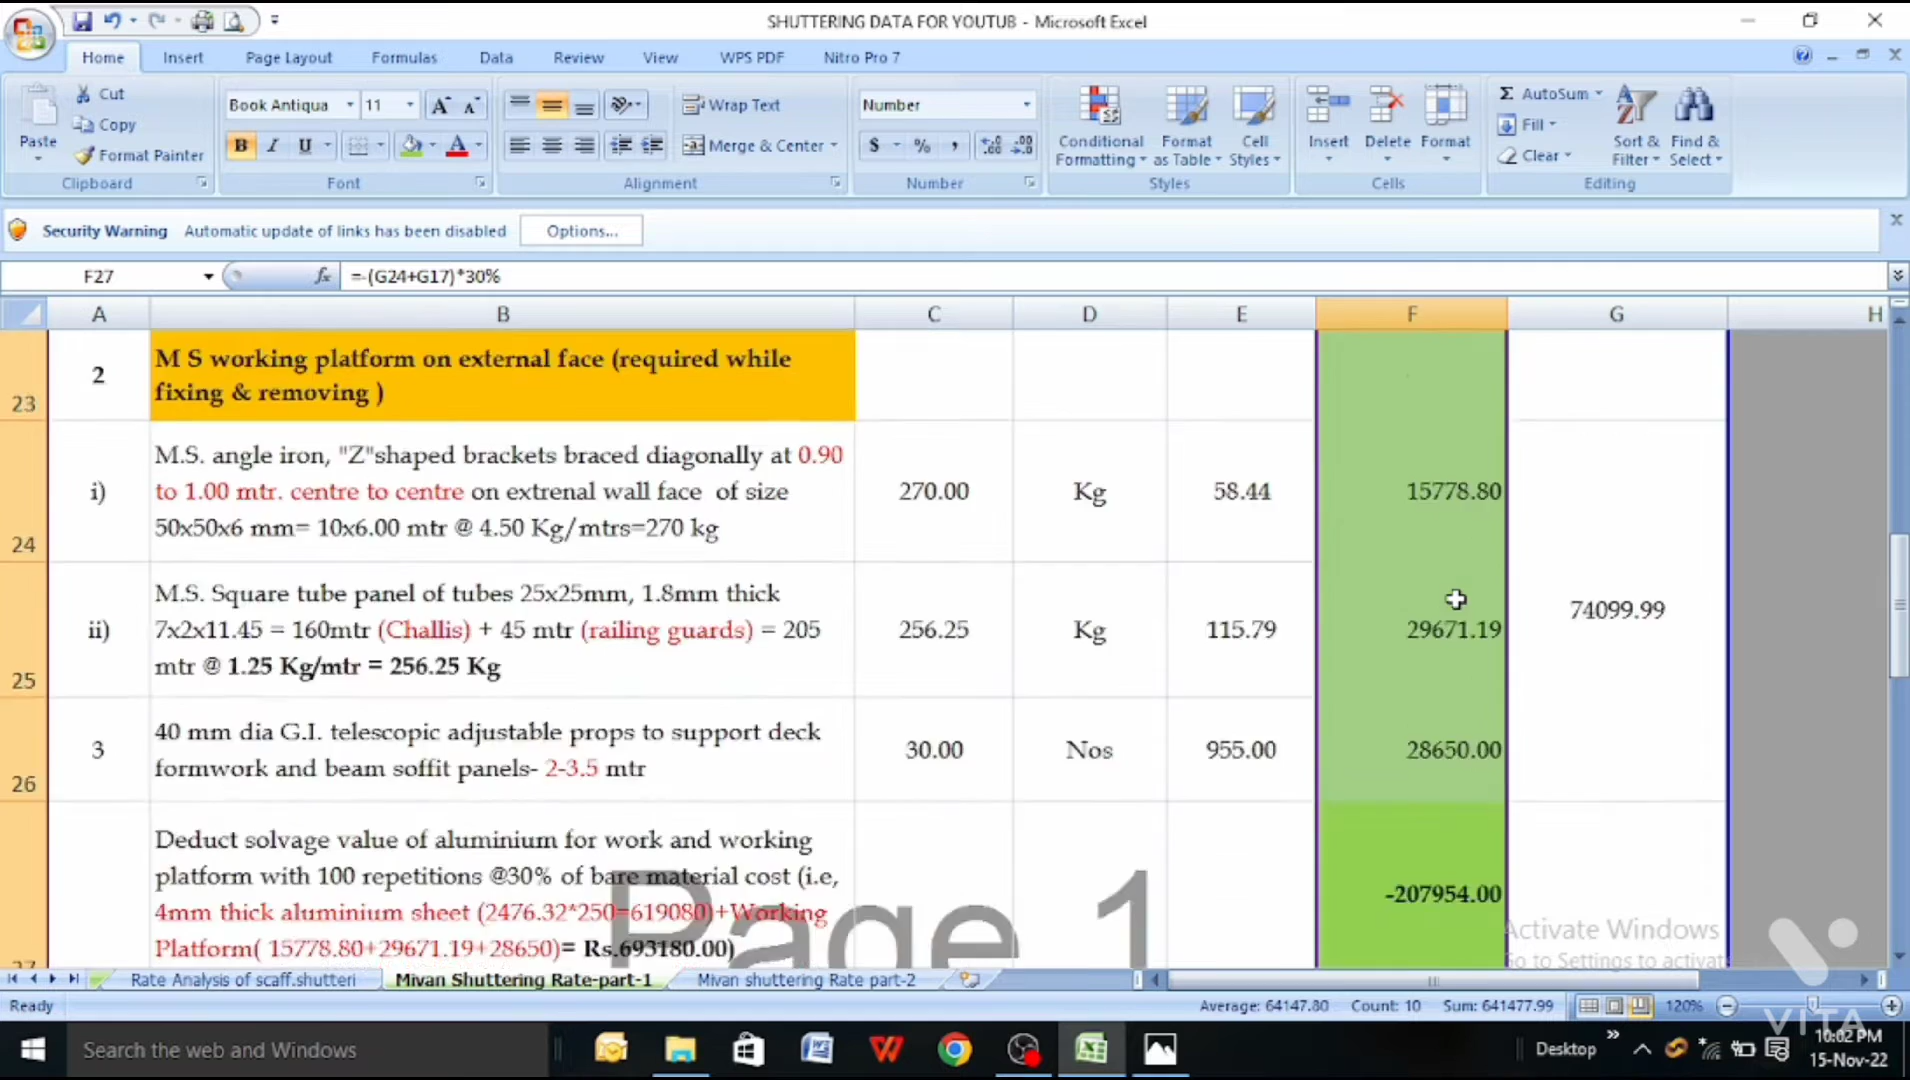 SHUTTERING DATA FOR YOUTUB - Microsoft Excel
Home Insert Page Layout Formulas Data Review View WPS PDF Nitro Pro 7
Paste
Cut
Copy
Format Painter
Clipboard
Book Antiqua 11
B I U
Font
Wrap Text
Merge & Center
Alignment
Number
$ % ,
Number
Conditional Formatting
Format as Table
Cell Styles
Styles
Insert Delete Format
Cells
AutoSum
Fill
Clear
Sort & Filter
Find & Select
Editing
Security Warning Automatic update of links has been disabled Options...
F27 fx =-(G24+G17)*30%
A B C D E F G H
23 2 M S working platform on external face (required while
fixing & removing )
24 i) M.S. angle iron, "Z"shaped brackets braced diagonally at 0.90
to 1.00 mtr. centre to centre on extrenal wall face of size
50x50x6 mm= 10x6.00 mtr @ 4.50 Kg/mtrs=270 kg
270.00 Kg 58.44 15778.80
25 ii) M.S. Square tube panel of tubes 25x25mm, 1.8mm thick
7x2x11.45 = 160mtr (Challis) + 45 mtr (railing guards) = 205
mtr @ 1.25 Kg/mtr = 256.25 Kg
256.25 Kg 115.79 29671.19
74099.99
26 3 40 mm dia G.I. telescopic adjustable props to support deck
formwork and beam soffit panels- 2-3.5 mtr
30.00 Nos 955.00 28650.00
27 Deduct solvage value of aluminium for work and working
platform with 100 repetitions @30% of bare material cost (i.e,
4mm thick aluminium sheet (2476.32*250=619080)+Working
Platform( 15778.80+29671.19+28650)= Rs.693180.00)
-207954.00
Page 1
Activate Windows
Go to Settings to activate
VITA
Rate Analysis of scaff.shutteri Mivan Shuttering Rate-part-1 Mivan shuttering Rate part-2
Ready Average: 64147.80 Count: 10 Sum: 641477.99 120%
Search the web and Windows
Desktop
10:02 PM
15-Nov-22